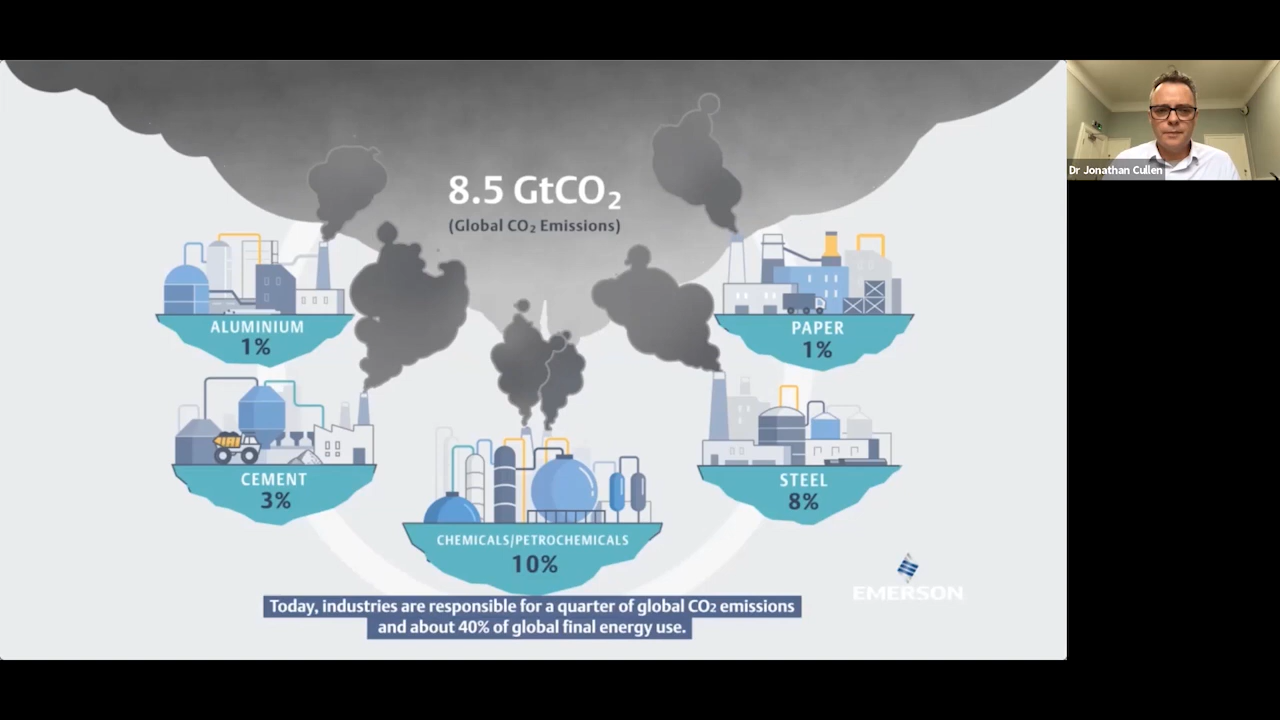 8.5 GtCO₂
(Global CO₂ Emissions)
ALUMINIUM
1%
PAPER
1%
CEMENT
3%
STEEL
8%
CHEMICALS/PETROCHEMICALS
10%
EMERSON
Today, industries are responsible for a quarter of global CO2 emissions
and about 40% of global final energy use.
Dr Jonathan Cullen